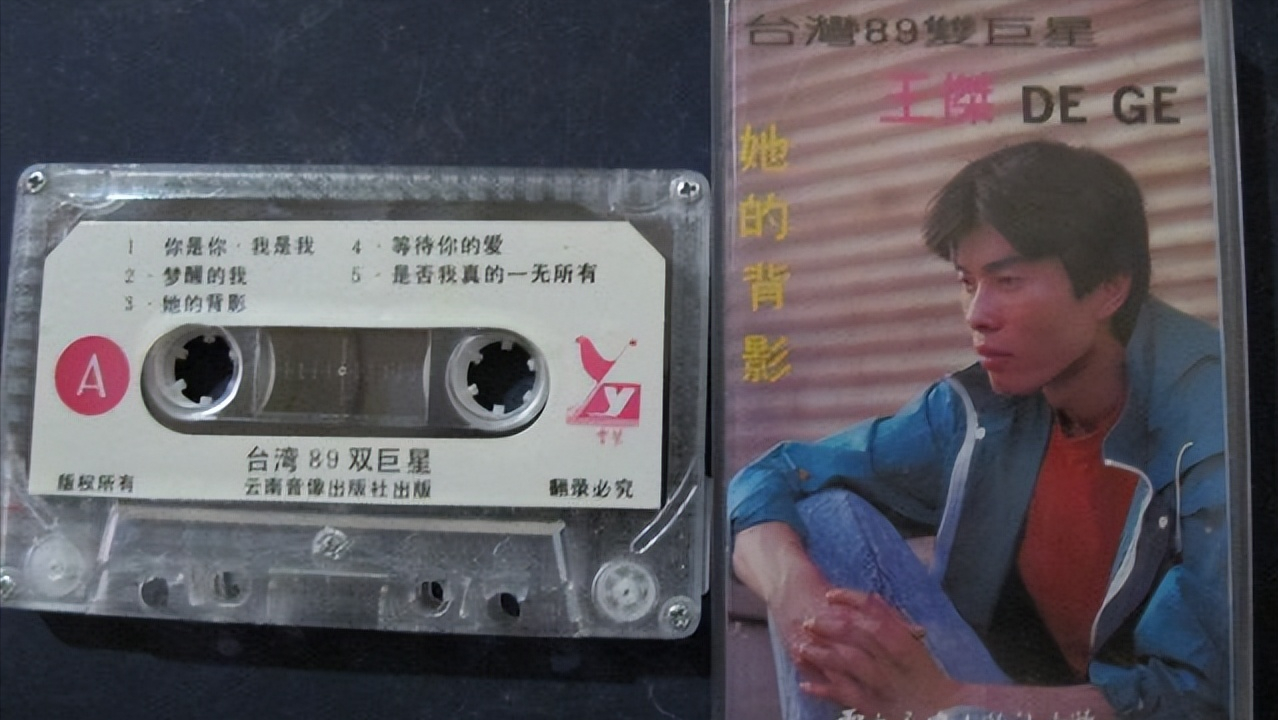 1 你是你·我是我
2·梦醒的我
3·她的背影
4·等待你的爱
5·是否我真的一无所有
A
y
台湾89双巨星
版权所有
云南音像出版社出版
翻录必究
台灣89雙巨星
王傑 DE GE
她的背影